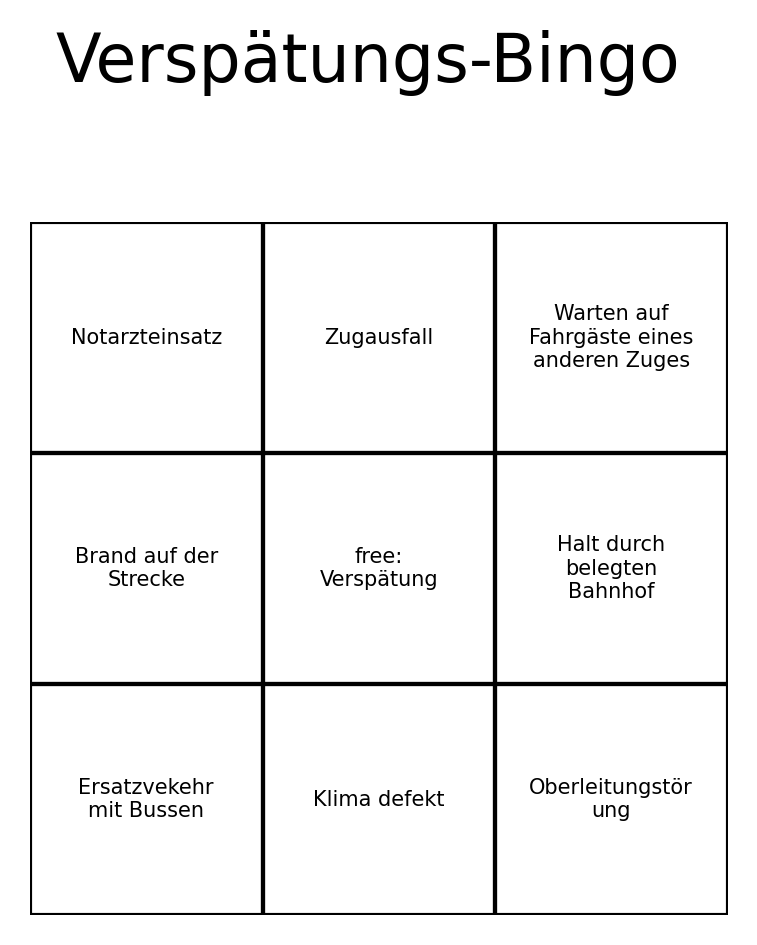 Verspätungs-Bingo
Notarzteinsatz
Zugausfall
Warten auf
Fahrgäste eines
anderen Zuges
Brand auf der
Strecke
free:
Verspätung
Halt durch
belegten
Bahnhof
Ersatzvekehr
mit Bussen
Klima defekt
Oberleitungstör
ung